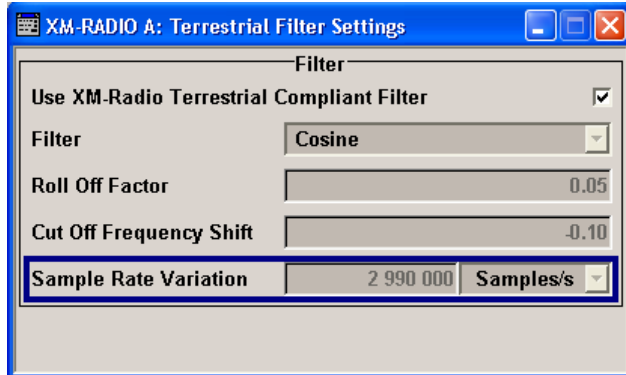 XM-RADIO A: Terrestrial Filter Settings
Filter
Use XM-Radio Terrestrial Compliant Filter
Filter Cosine
Roll Off Factor 0.05
Cut Off Frequency Shift -0.10
Sample Rate Variation 2 990 000 Samples/s